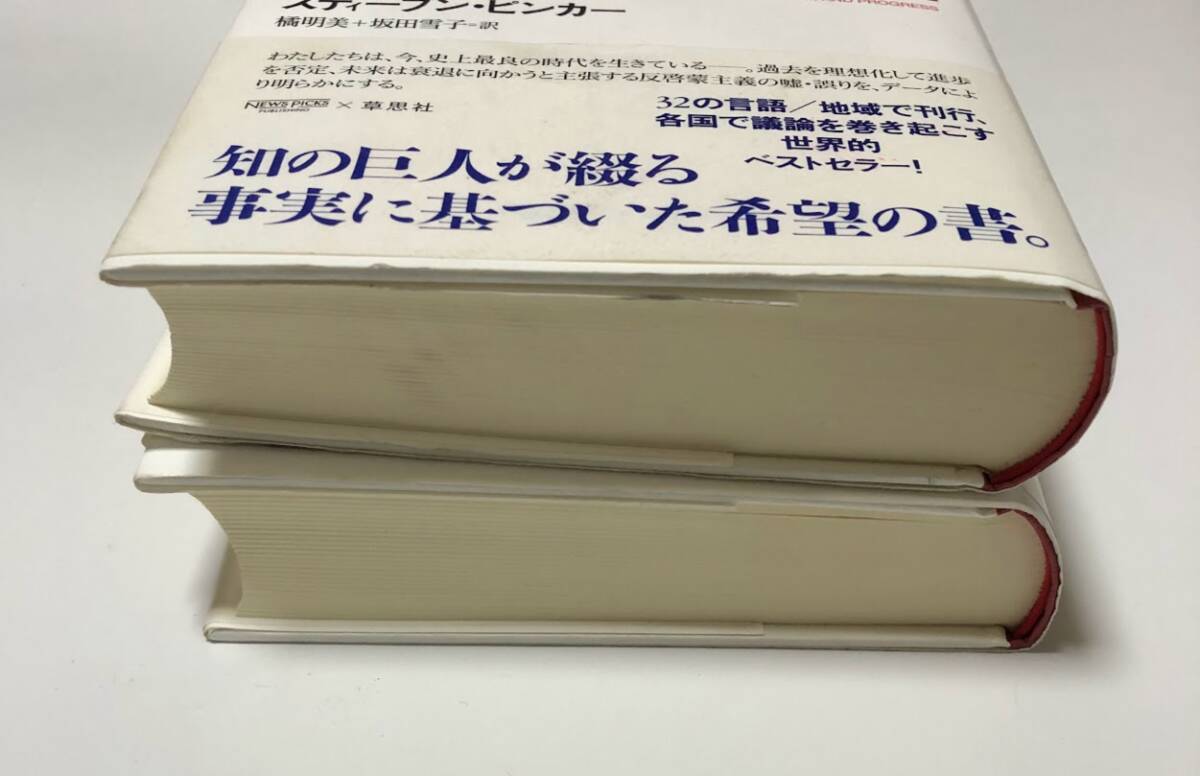 AND PROGRESS
スティーブン・ピンカー
橘明美+坂田雪子=訳
わたしたちは、今、史上最良の時代を生きている――。過去を理想化して進歩
を否定、未来は衰退に向かうと主張する反啓蒙主義の嘘・誤りを、データによ
り明らかにする。
NEWS PICKS
PUBLISHING
× 草思社
32の言語/地域で刊行、
各国で議論を巻き起こす
世界的
ベストセラー!
知の巨人が綴る
事実に基づいた希望の書。